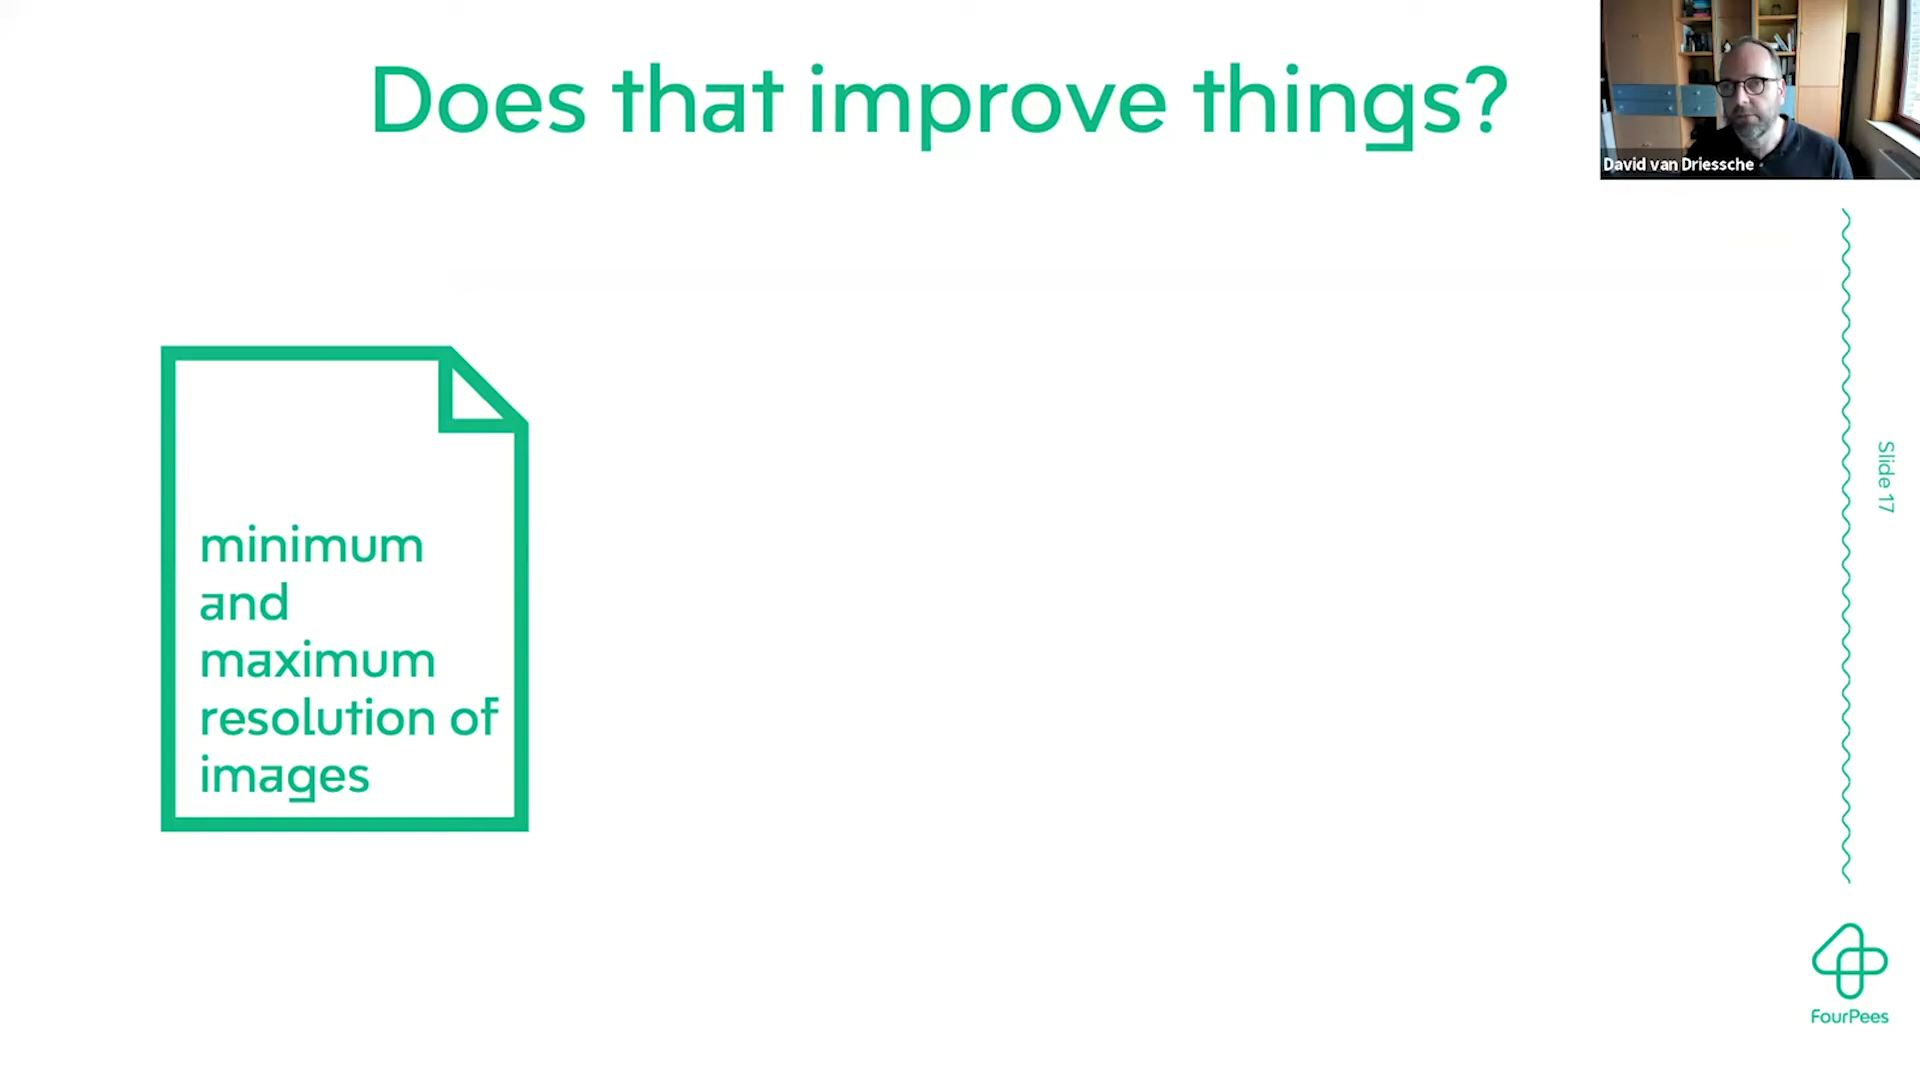 Does that improve things?
David van Driessche
minimum
and
maximum
resolution of
images
Slide 17
FourPees